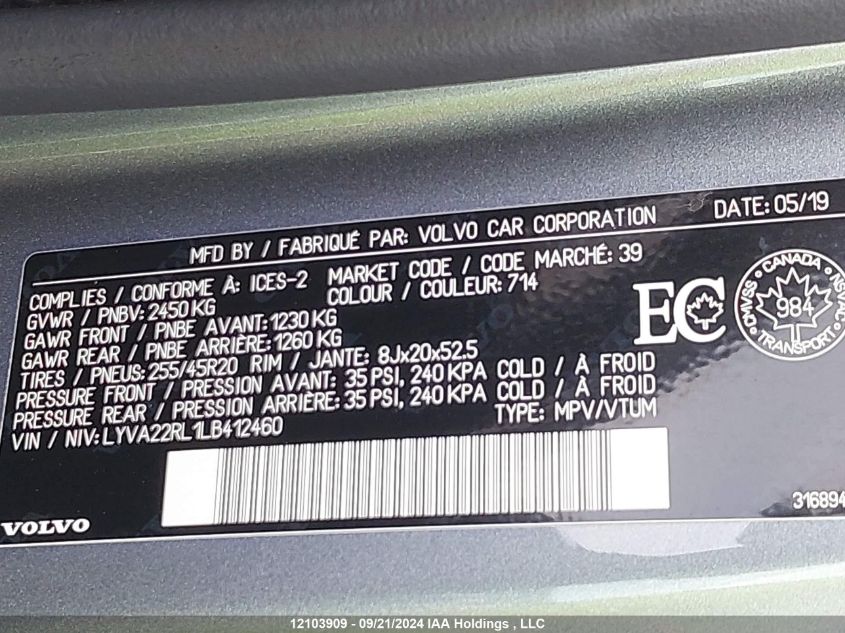 MFD BY / FABRIQUÉ PAR: VOLVO CAR CORPORATION DATE: 05/19
COMPLIES / CONFORME À: ICES-2 MARKET CODE / CODE MARCHÉ: 39
GVWR / PNBV: 2450 KG COLOUR / COULEUR: 714
GAWR FRONT / PNBE AVANT: 1230 KG
GAWR REAR / PNBE ARRIÈRE: 1260 KG
TIRES / PNEUS: 255/45R20 RIM / JANTE: 8Jx20x52.5
PRESSURE FRONT / PRESSION AVANT: 35 PSI, 240 KPA COLD / À FROID
PRESSURE REAR / PRESSION ARRIÈRE: 35 PSI, 240 KPA COLD / À FROID
VIN / NIV: LYVA22RL1LB412460 TYPE: MPV/VTUM
EC
CANADA
CMVSS 984 NSVAC
TRANSPORT
316894
VOLVO
12103909 - 09/21/2024 IAA Holdings , LLC